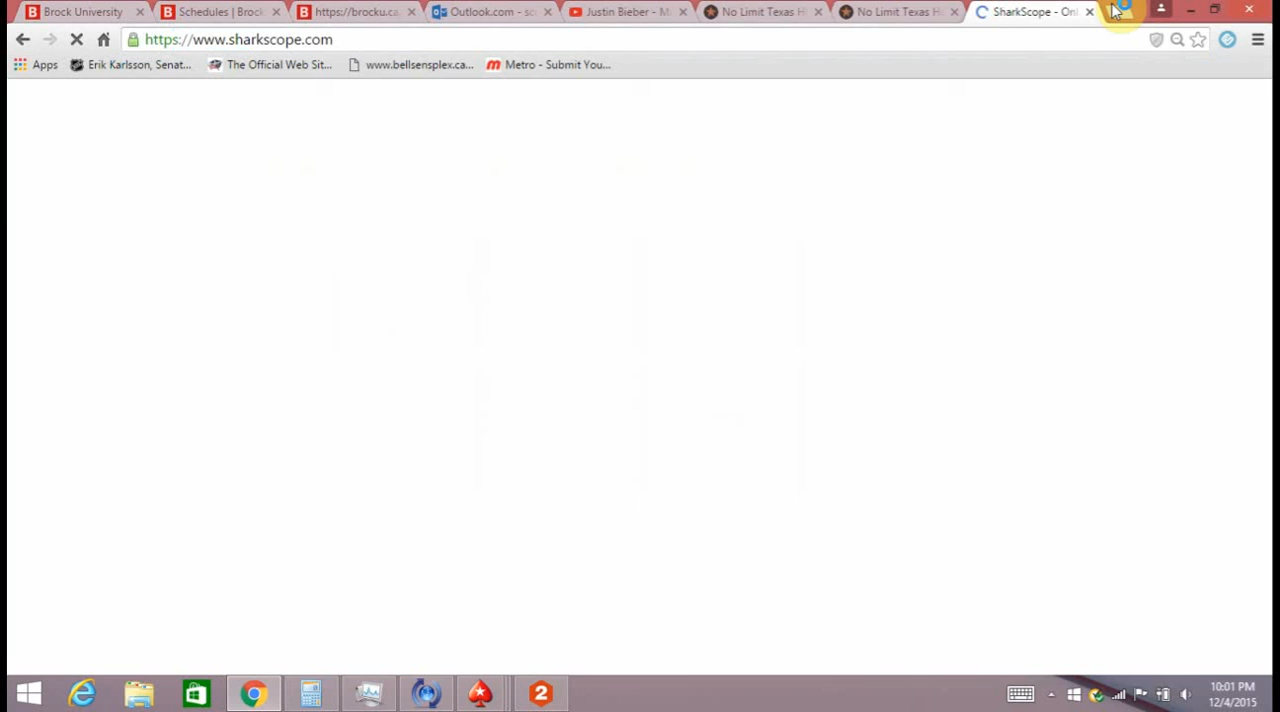 Brock University
Schedules | Brock
https://brocku.ca
Outlook.com - sc
Justin Bieber - M
No Limit Texas H
No Limit Texas H
SharkScope - Onl
https://www.sharkscope.com
Apps
Erik Karlsson, Senat...
The Official Web Sit...
www.bellsensplex.ca...
Metro - Submit You...
10:01 PM
12/4/2015